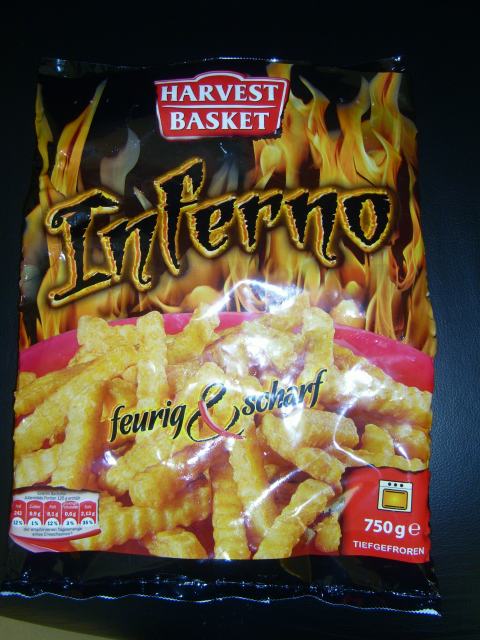 HARVEST
BASKET
Inferno
feurig & scharf
750g e
TIEFGEFROREN